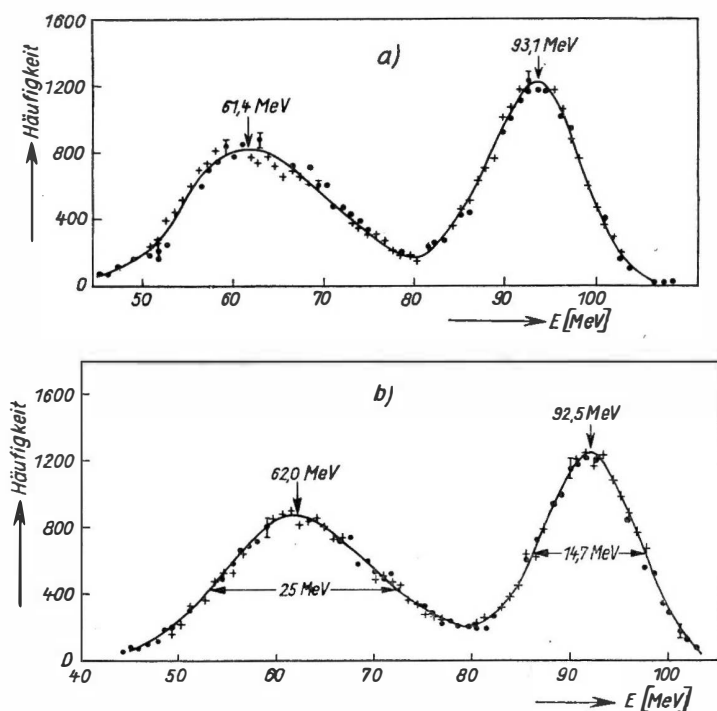 1600
a)
93,1 MeV
Häufigkeit
1200
61,4 MeV
800
400
0
50
60
70
80
90
100
E [MeV]
1600
b)
92,5 MeV
Häufigkeit
1200
62,0 MeV
800
14,7 MeV
400
25 MeV
0
40
50
60
70
80
90
100
E [MeV]